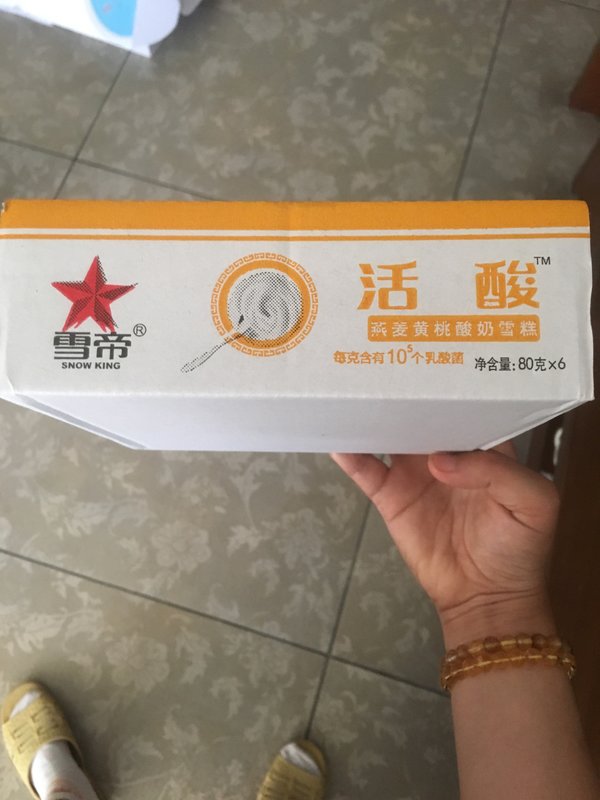 雪帝®
SNOW KING
活酸™
燕麦黄桃酸奶雪糕
每克含有10⁵个乳酸菌
净含量:80克×6